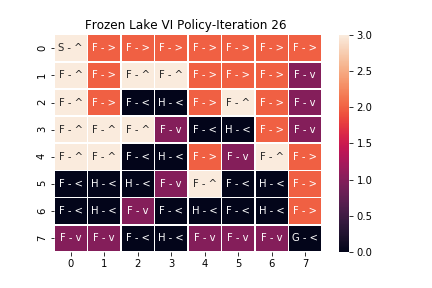 Frozen Lake VI Policy-Iteration 26
0 S - ^ F - > F - > F - > F - > F - > F - > F - >
1 F - ^ F - > F - ^ F - ^ F - > F - > F - > F - v
2 F - ^ F - > F - < H - < F - > F - ^ F - > F - v
3 F - ^ F - ^ F - ^ F - v F - < H - < F - > F - v
4 F - ^ F - ^ F - < H - < F - > F - v F - ^ F - >
5 F - < H - < H - < F - v F - ^ F - < H - < F - >
6 F - < H - < F - v F - < H - < F - < H - < F - >
7 F - v F - v F - < H - < F - v F - v F - v G - <
0 1 2 3 4 5 6 7
3.0
2.5
2.0
1.5
1.0
0.5
0.0